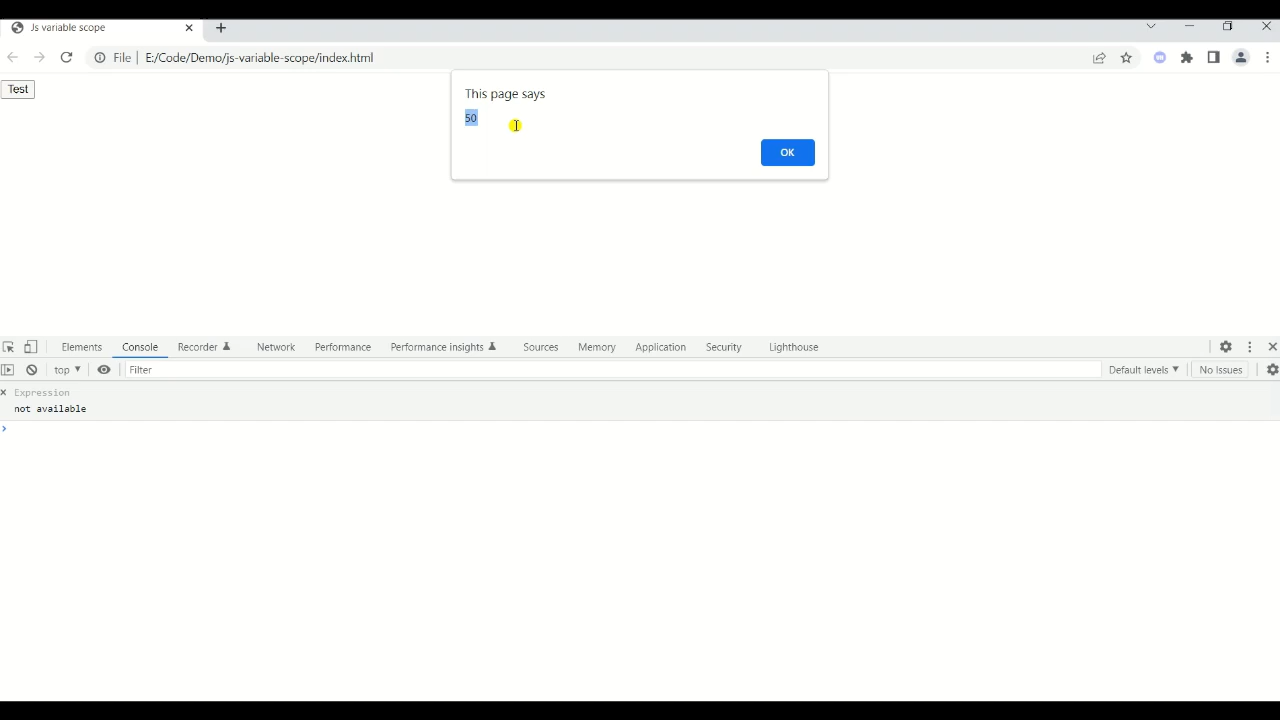 Js variable scope
File E:/Code/Demo/js-variable-scope/index.html
Test
This page says
50
OK
Elements Console Recorder Network Performance Performance insights Sources Memory Application Security Lighthouse
top Filter Default levels No Issues
Expression
not available